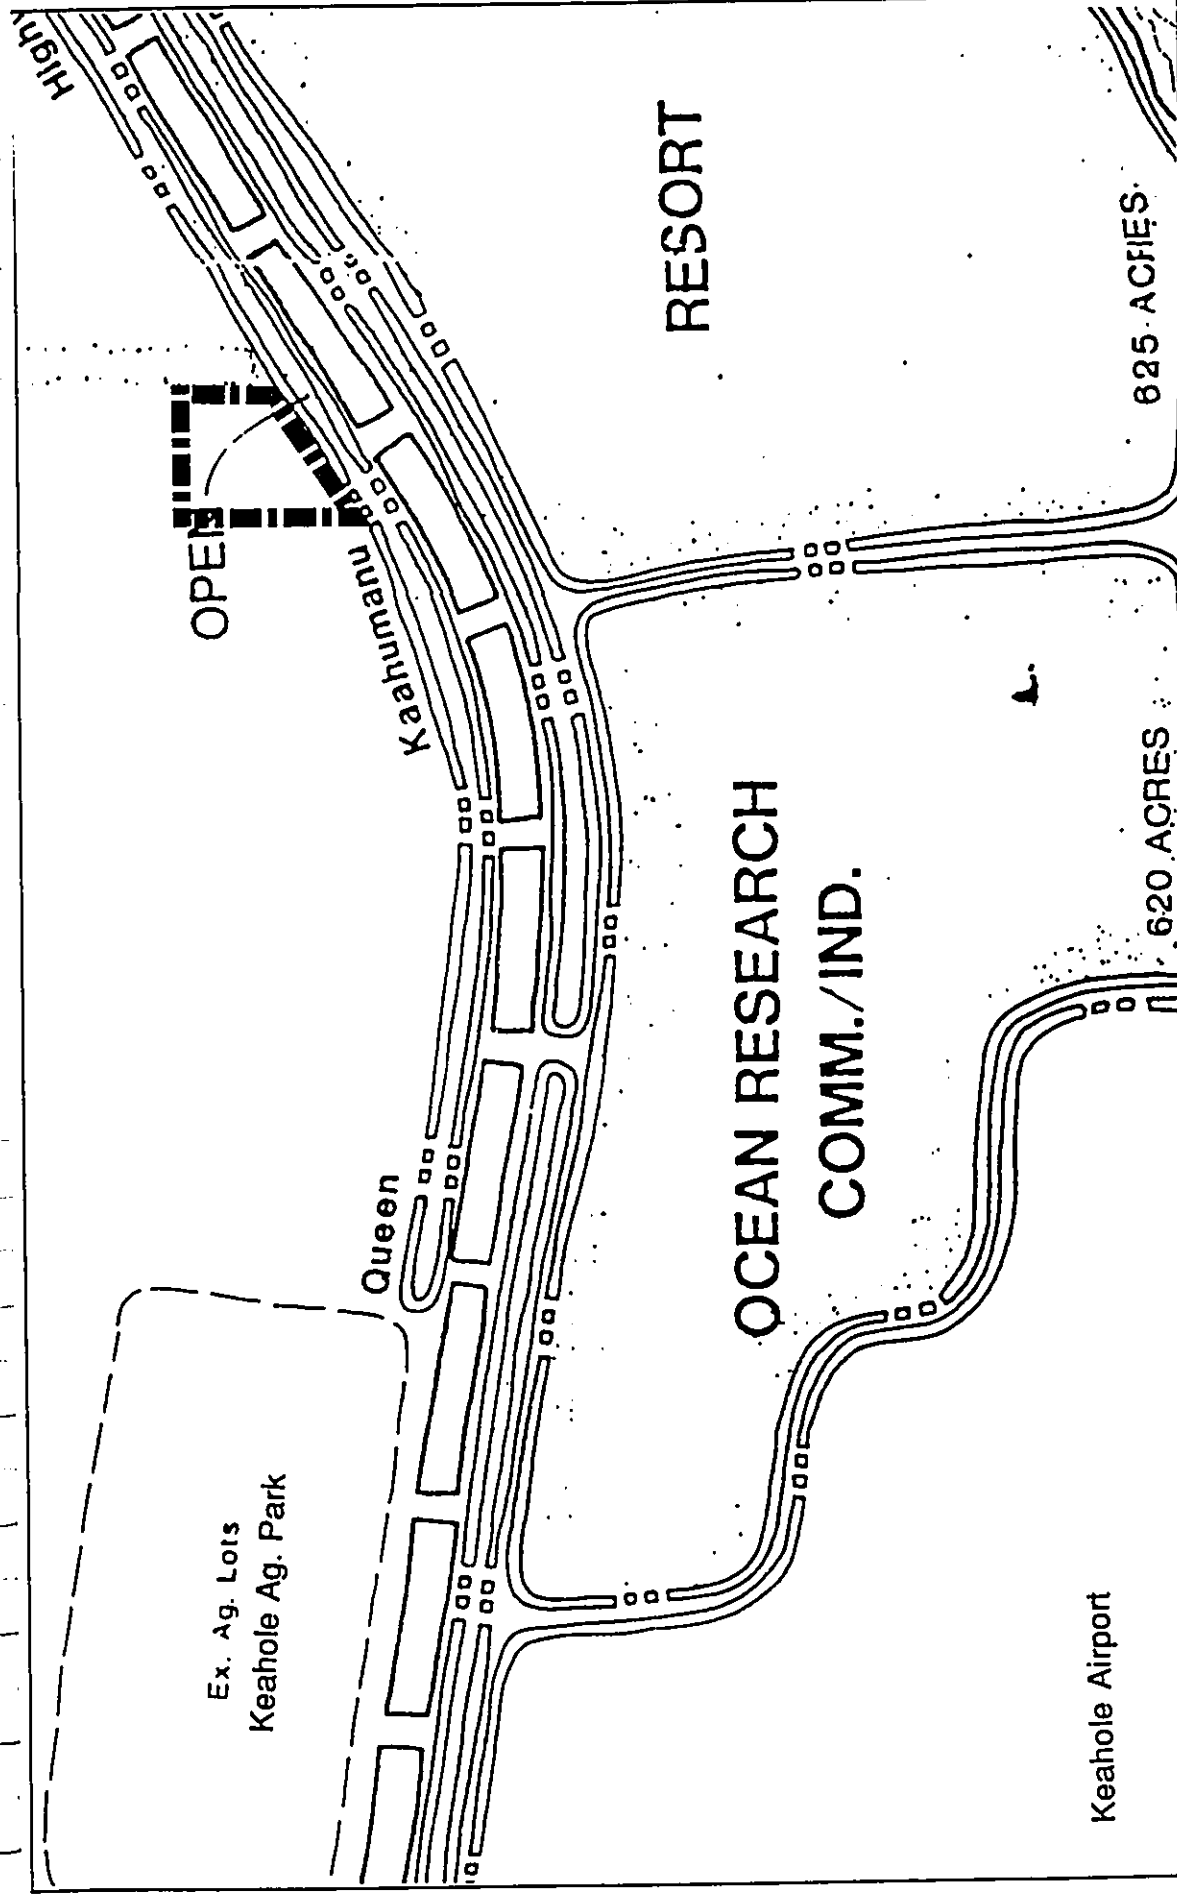 Ex. Ag. Lots
Keahole Ag. Park
Queen
Kaahumanu
High
OPEN
OCEAN RESEARCH
COMM./IND.
620 ACRES
RESORT
625 ACRES
Keahole Airport